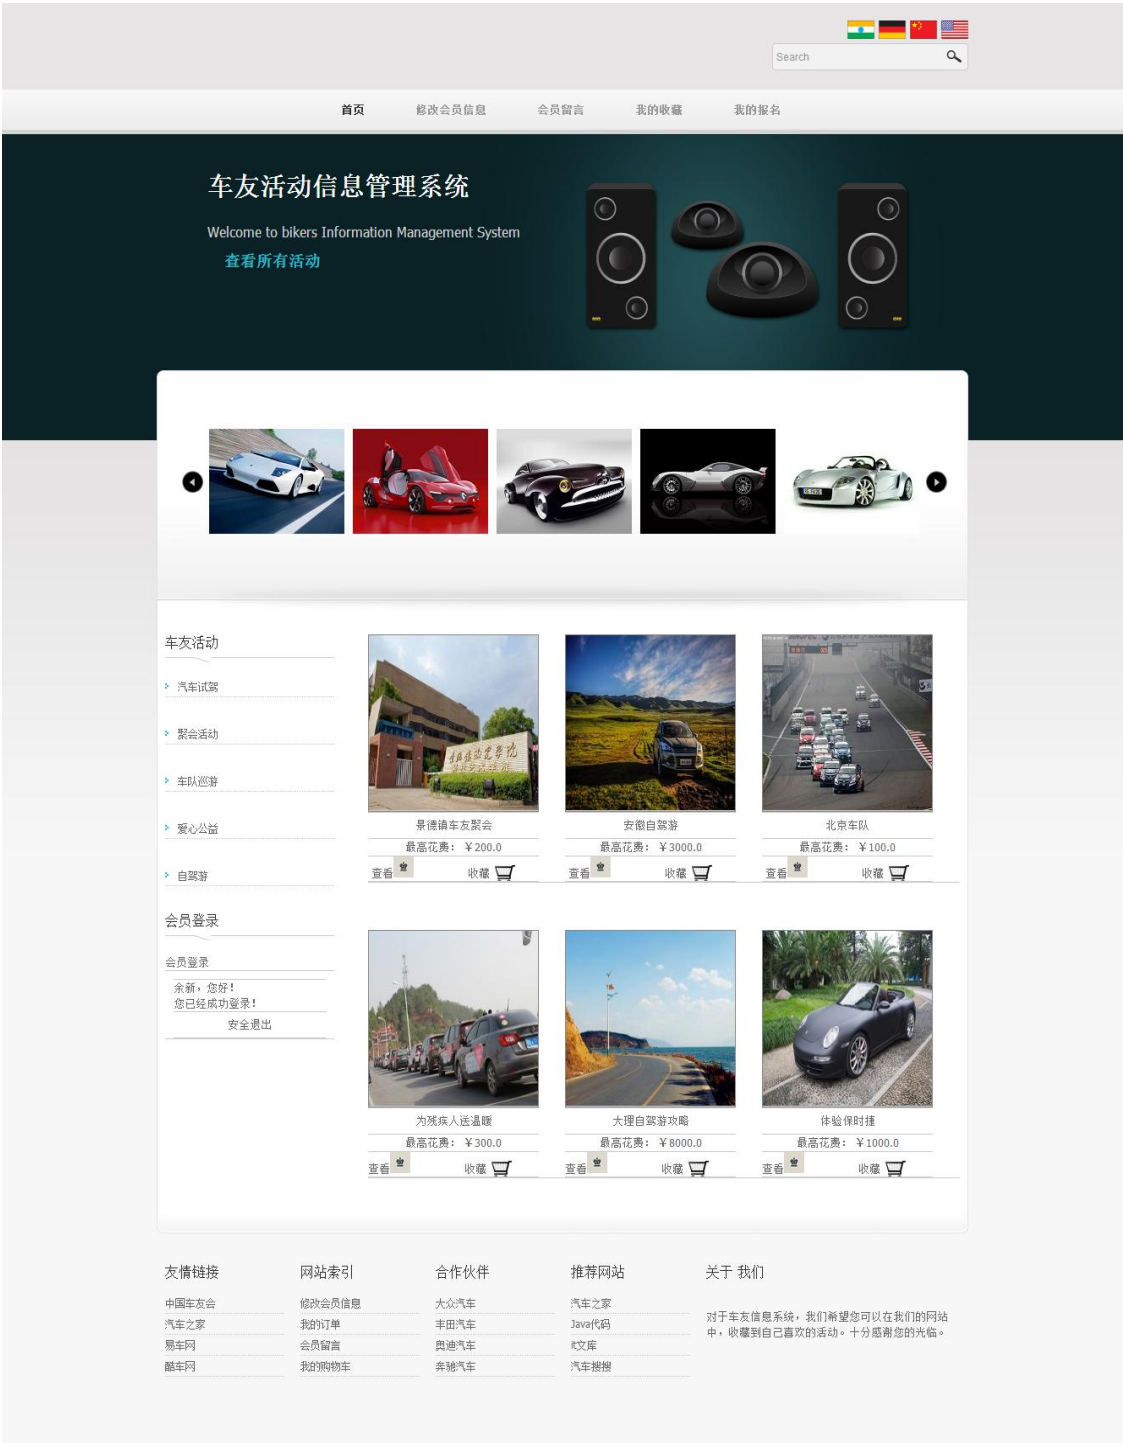 Search
首页 修改会员信息 会员留言 我的收藏 我的报名
车友活动信息管理系统
Welcome to bikers Information Management System
查看所有活动
车友活动
汽车试驾
聚会活动
车队巡游
爱心公益
自驾游
会员登录
会员登录
余新，您好！
您已经成功登录！
安全退出
景德镇车友聚会
最高花费：￥200.0
查看 收藏
安徽自驾游
最高花费：￥3000.0
查看 收藏
北京车队
最高花费：￥100.0
查看 收藏
为残疾人送温暖
最高花费：￥300.0
查看 收藏
大理自驾游攻略
最高花费：￥8000.0
查看 收藏
体验保时捷
最高花费：￥1000.0
查看 收藏
友情链接
中国车友会
汽车之家
易车网
酷车网
网站索引
修改会员信息
我的订单
会员留言
我的购物车
合作伙伴
大众汽车
丰田汽车
奥迪汽车
奔驰汽车
推荐网站
汽车之家
Java代码
it文库
汽车搜搜
关于 我们
对于车友信息系统，我们希望您可以在我们的网站
中，收藏到自己喜欢的活动。十分感谢您的光临。